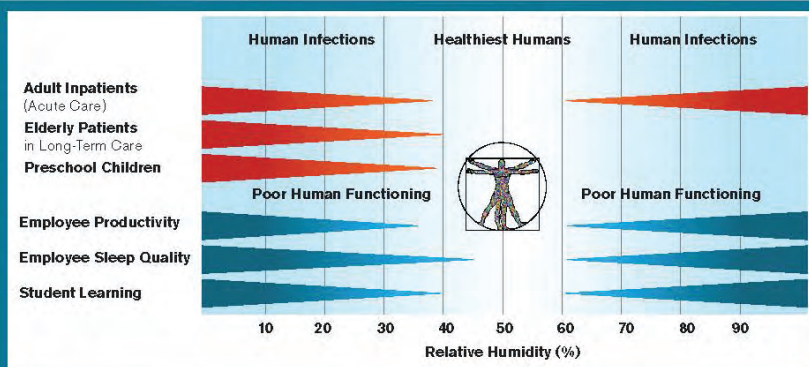 Human Infections
Healthiest Humans
Human Infections
Adult Inpatients
(Acute Care)
Elderly Patients
in Long-Term Care
Preschool Children
Poor Human Functioning
Poor Human Functioning
Employee Productivity
Employee Sleep Quality
Student Learning
10 20 30 40 50 60 70 80 90
Relative Humidity (%)